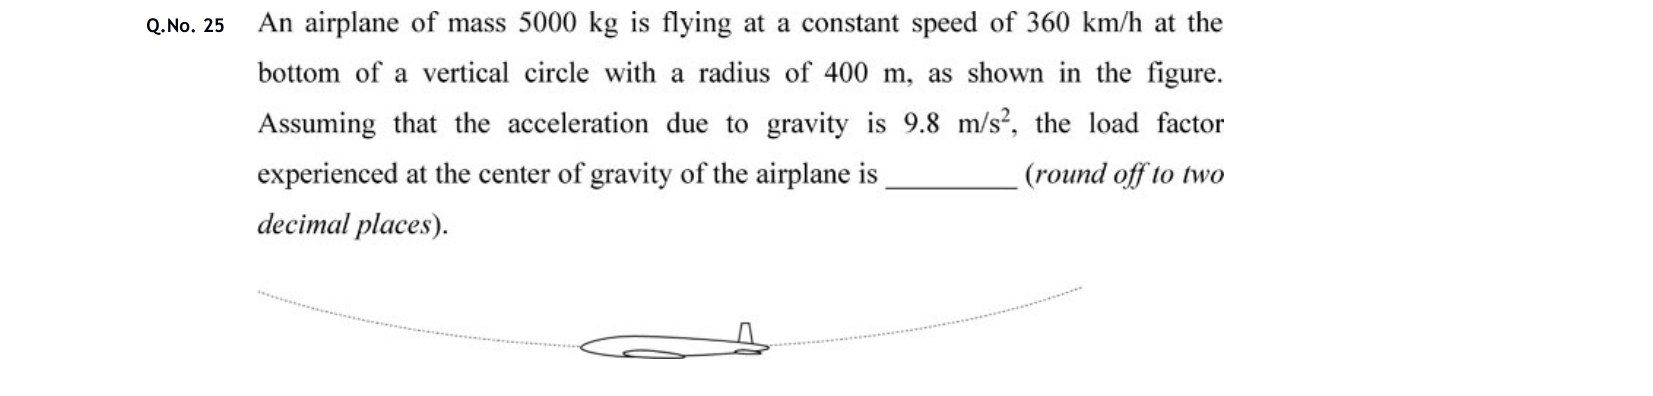 Q.No. 25 An airplane of mass 5000 kg is flying at a constant speed of 360 km/h at the
bottom of a vertical circle with a radius of 400 m, as shown in the figure.
Assuming that the acceleration due to gravity is 9.8 m/s², the load factor
experienced at the center of gravity of the airplane is _________ (round off to two
decimal places).